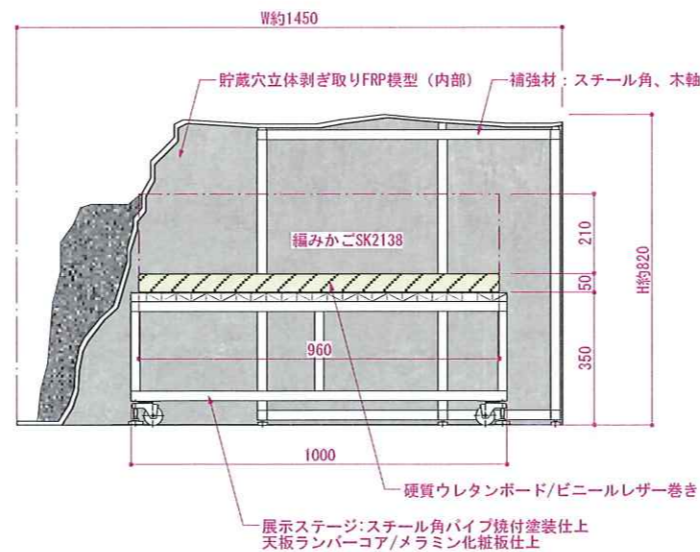 W約1450
貯蔵穴立体剥ぎ取りFRP模型（内部）
補強材：スチール角、木軸
編みかごSK2138
210
50
H約820
350
960
1000
硬質ウレタンボード/ビニールレザー巻き
展示ステージ:スチール角パイプ焼付塗装仕上
天板ランバーコア/メラミン化粧板仕上